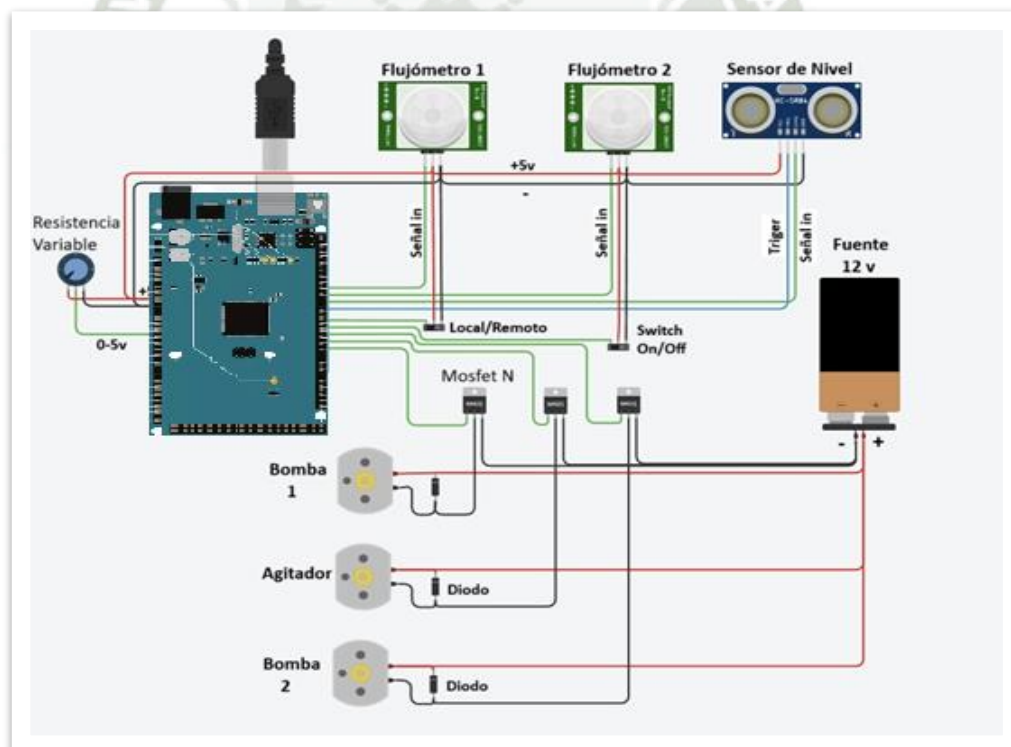 Flujómetro 1
Flujómetro 2
Sensor de Nivel
+5v
-
Resistencia
Variable
+
0-5v
Señal in
Señal in
Triger
Señal in
Fuente
12 v
Local/Remoto
Switch
On/Off
Mosfet N
- +
Bomba
1
Agitador
Diodo
Bomba
2
Diodo